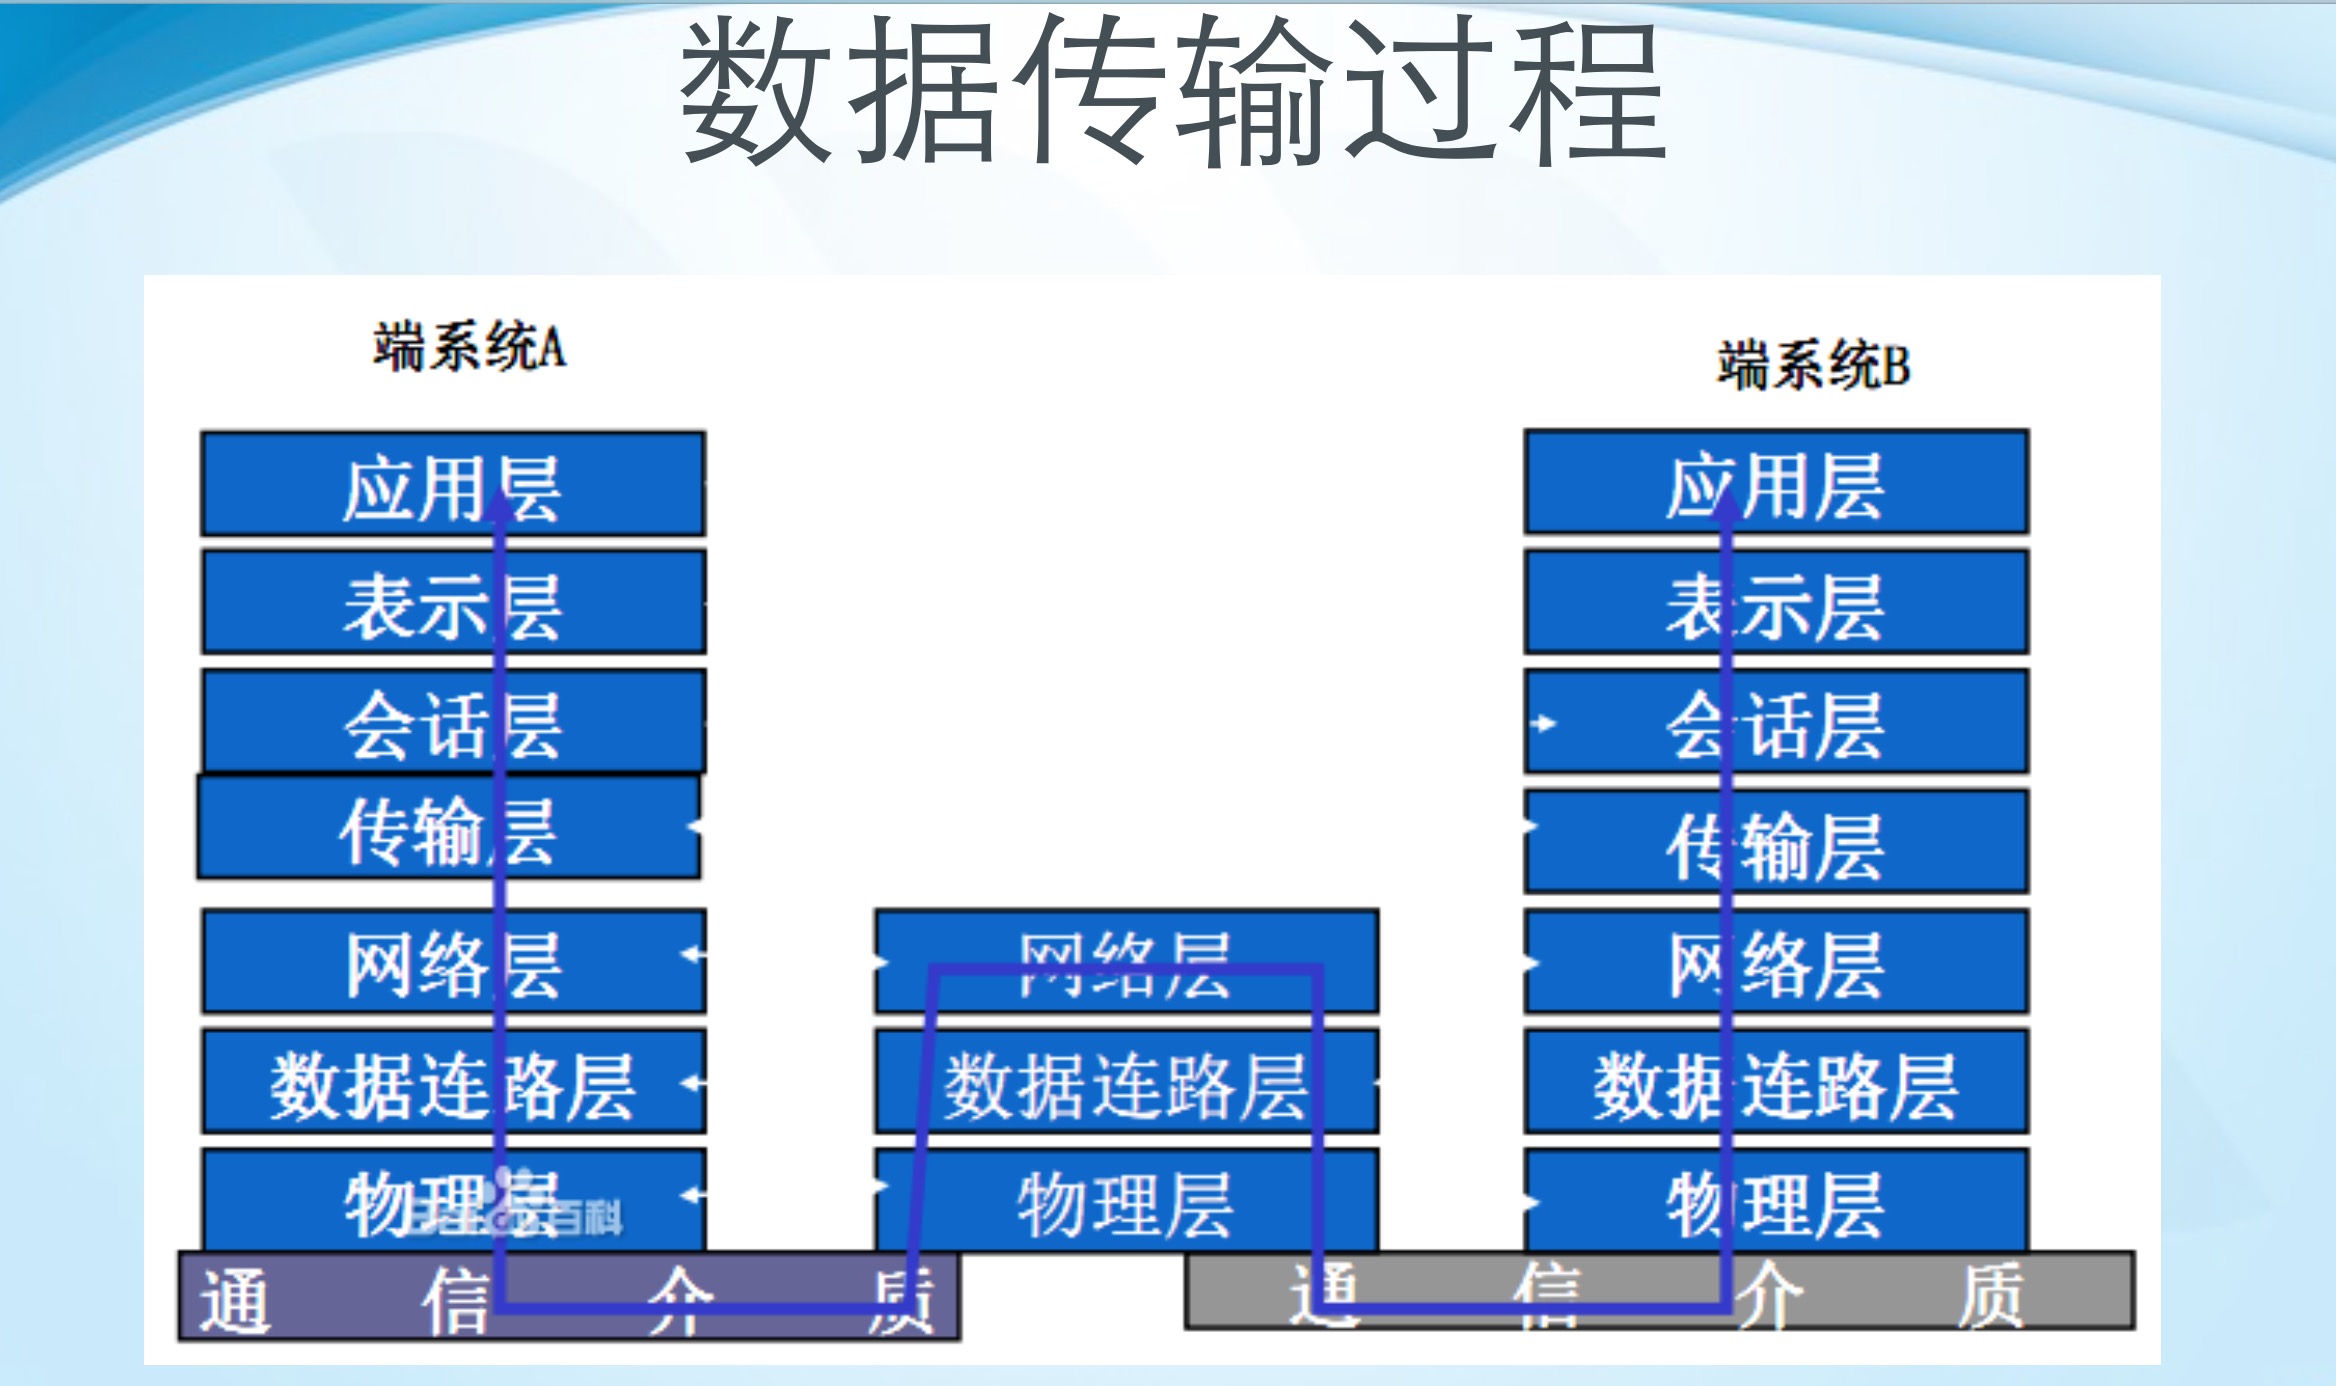 数据传输过程
端系统A
端系统B
应用层
表示层
会话层
传输层
网络层
数据连路层
物理层
网络层
数据连路层
物理层
应用层
表示层
会话层
传输层
网络层
数据连路层
物理层
通 信 介 质
通 信 介 质
百科